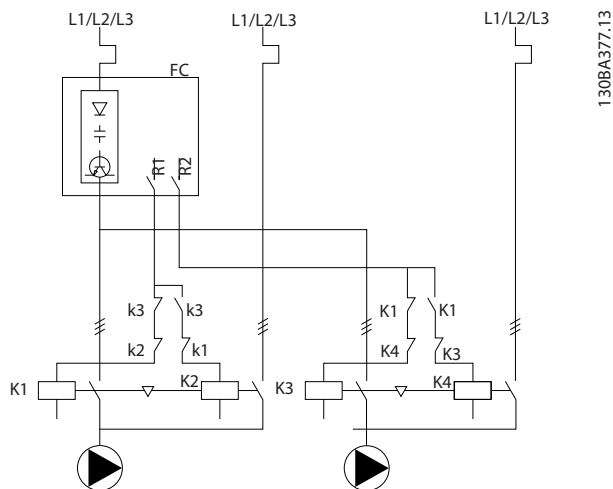 L1/L2/L3
L1/L2/L3
L1/L2/L3
130BA377.13
FC
R1
R2
k3
k3
K1
K1
k2
k1
K4
K3
K1
K2
K3
K4